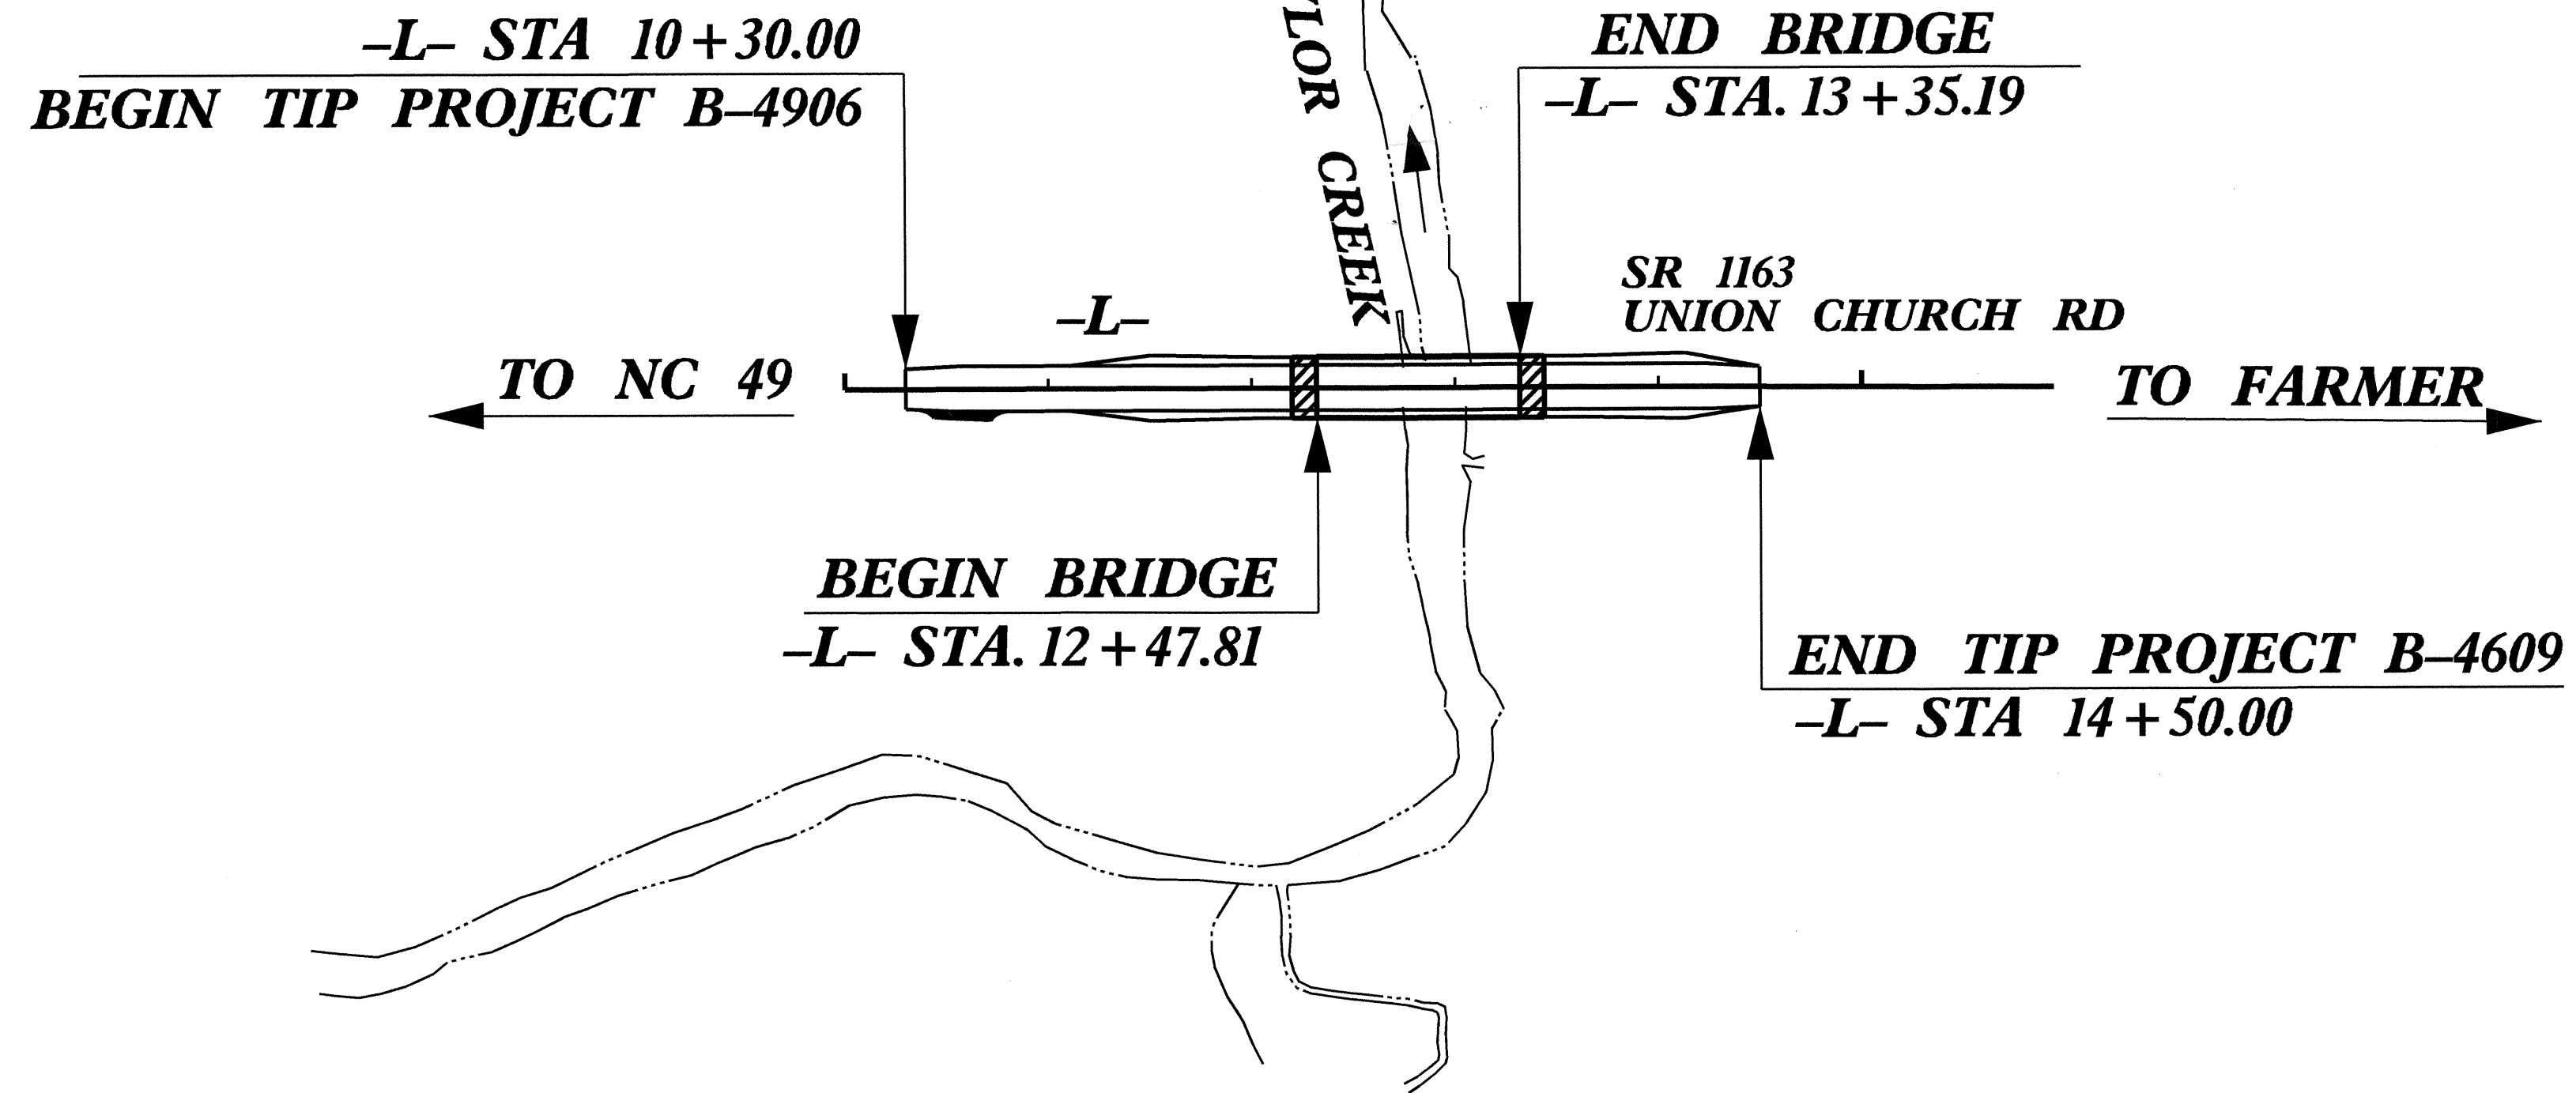 –L– STA 10+30.00
BEGIN TIP PROJECT B–4906
END BRIDGE
–L– STA. 13+35.19
CREEK
SR 1163
UNION CHURCH RD
–L–
TO NC 49
TO FARMER
BEGIN BRIDGE
–L– STA. 12+47.81
END TIP PROJECT B–4609
–L– STA 14+50.00